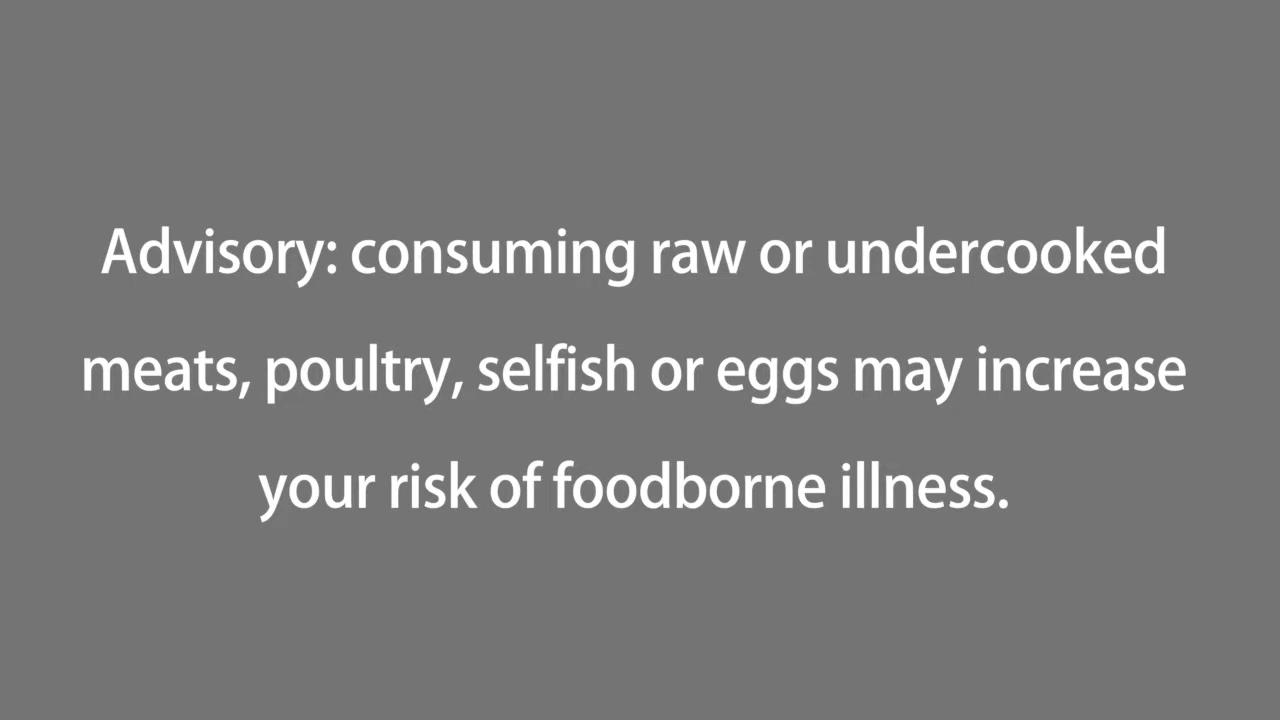 Advisory: consuming raw or undercooked
meats, poultry, selfish or eggs may increase
your risk of foodborne illness.